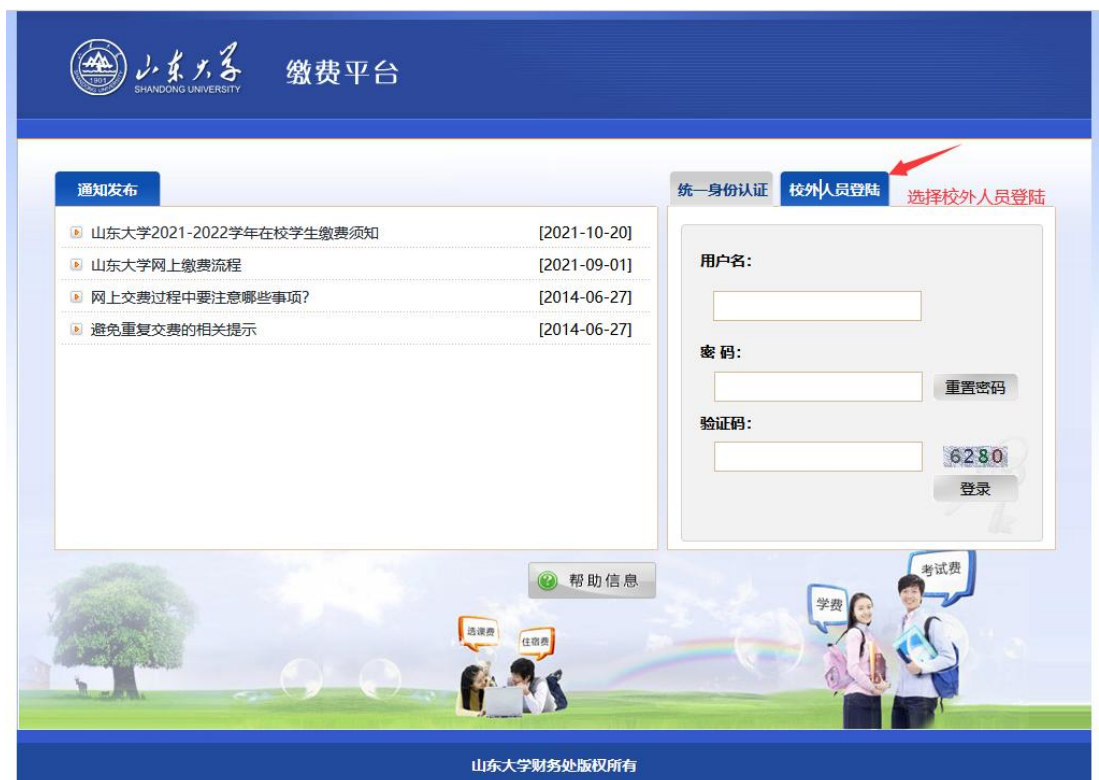 山东大学
SHANDONG UNIVERSITY
1901
缴费平台
通知发布
山东大学2021-2022学年在校学生缴费须知 [2021-10-20]
山东大学网上缴费流程 [2021-09-01]
网上交费过程中要注意哪些事项? [2014-06-27]
避免重复交费的相关提示 [2014-06-27]
统一身份认证 校外人员登陆
选择校外人员登陆
用户名:
密 码:
重置密码
验证码:
6280
登录
帮助信息
选课费
住宿费
学费
考试费
山东大学财务处版权所有